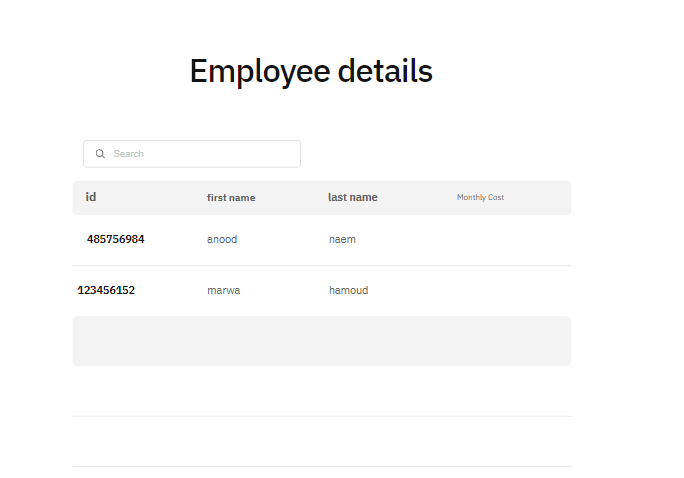 Employee details
Search
id first name last name Monthly Cost
485756984 anood naem
123456152 marwa hamoud